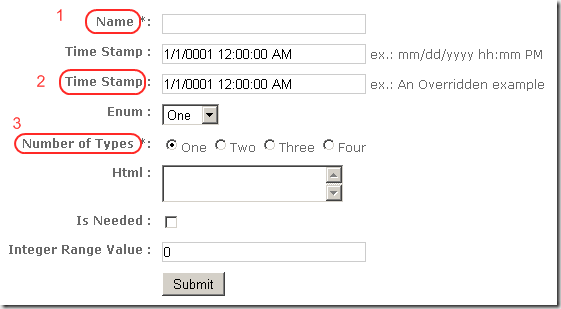 1
Name *:
Time Stamp : 1/1/0001 12:00:00 AM ex.: mm/dd/yyyy hh:mm PM
2 Time Stamp : 1/1/0001 12:00:00 AM ex.: An Overridden example
Enum : One
3
Number of Types *: One Two Three Four
Html :
Is Needed :
Integer Range Value : 0
Submit